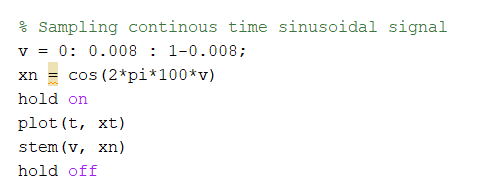 % Sampling continous time sinusoidal signal
v = 0: 0.008 : 1-0.008;
xn = cos(2*pi*100*v)
hold on
plot(t, xt)
stem(v, xn)
hold off